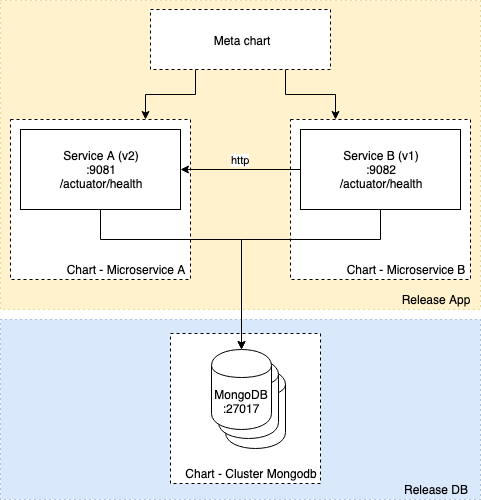 Meta chart
Service A (v2)
:9081
/actuator/health
http
Service B (v1)
:9082
/actuator/health
Chart - Microservice A
Chart - Microservice B
Release App
MongoDB
:27017
Chart - Cluster Mongodb
Release DB